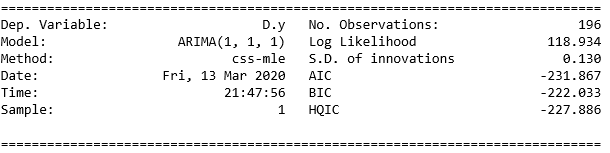 ==============================================================================
Dep. Variable:                    D.y   No. Observations:                  196
Model:                 ARIMA(1, 1, 1)   Log Likelihood                 118.934
Method:                       css-mle   S.D. of innovations              0.130
Date:                Fri, 13 Mar 2020   AIC                           -231.867
Time:                        21:47:56   BIC                           -222.033
Sample:                             1   HQIC                          -227.886
==============================================================================